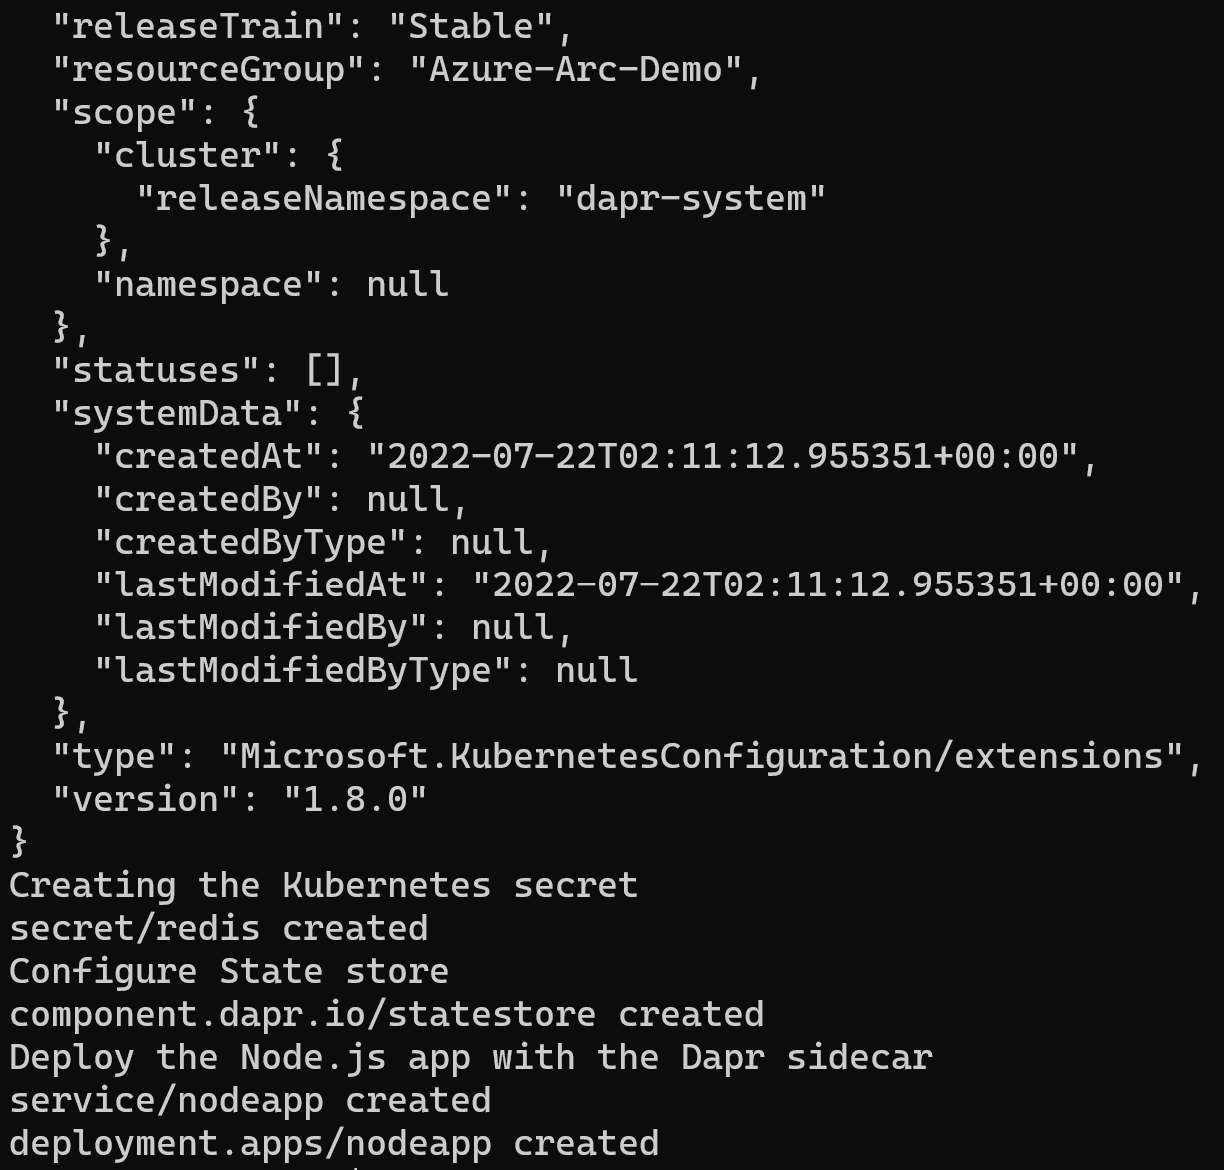 "releaseTrain": "Stable",
"resourceGroup": "Azure-Arc-Demo",
"scope": {
"cluster": {
"releaseNamespace": "dapr-system"
},
"namespace": null
},
"statuses": [],
"systemData": {
"createdAt": "2022-07-22T02:11:12.955351+00:00",
"createdBy": null,
"createdByType": null,
"lastModifiedAt": "2022-07-22T02:11:12.955351+00:00",
"lastModifiedBy": null,
"lastModifiedByType": null
},
"type": "Microsoft.KubernetesConfiguration/extensions",
"version": "1.8.0"
}
Creating the Kubernetes secret
secret/redis created
Configure State store
component.dapr.io/statestore created
Deploy the Node.js app with the Dapr sidecar
service/nodeapp created
deployment.apps/nodeapp created